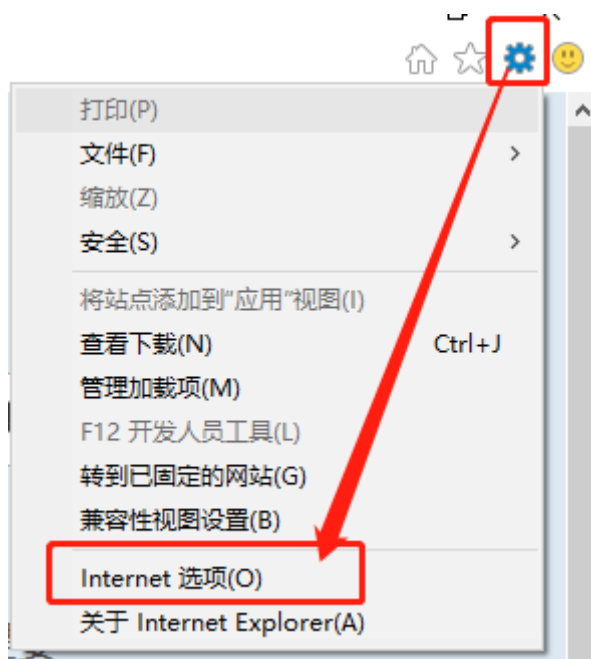 打印(P)
文件(F)
缩放(Z)
安全(S)
将站点添加到"应用"视图(I)
查看下载(N) Ctrl+J
管理加载项(M)
F12 开发人员工具(L)
转到已固定的网站(G)
兼容性视图设置(B)
Internet 选项(O)
关于 Internet Explorer(A)